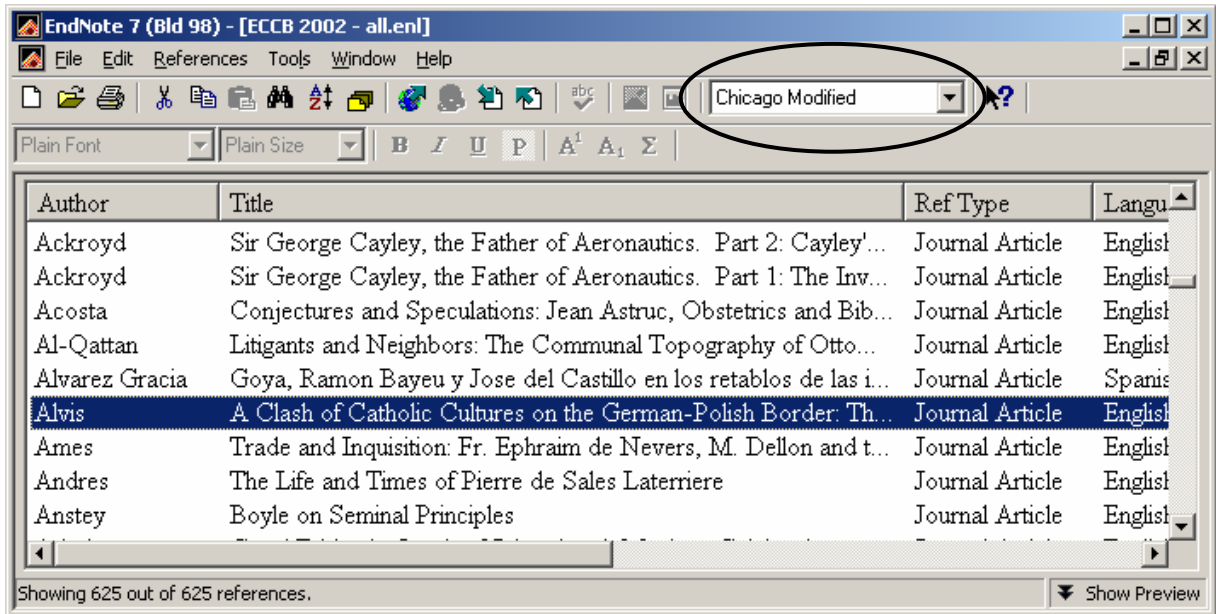 EndNote 7 (Bld 98) - [ECCB 2002 - all.enl]
File Edit References Tools Window Help
abc Chicago Modified ?
Plain Font Plain Size B I U P A1 A1 Σ
Author Title Ref Type Langu
Ackroyd Sir George Cayley, the Father of Aeronautics. Part 2: Cayley'... Journal Article English
Ackroyd Sir George Cayley, the Father of Aeronautics. Part 1: The Inv... Journal Article English
Acosta Conjectures and Speculations: Jean Astruc, Obstetrics and Bib... Journal Article English
Al-Qattan Litigants and Neighbors: The Communal Topography of Otto... Journal Article English
Alvarez Gracia Goya, Ramon Bayeu y Jose del Castillo en los retablos de las i... Journal Article Spanis
Alvis A Clash of Catholic Cultures on the German-Polish Border: Th... Journal Article English
Ames Trade and Inquisition: Fr. Ephraim de Nevers, M. Dellon and t... Journal Article English
Andres The Life and Times of Pierre de Sales Laterriere Journal Article English
Anstey Boyle on Seminal Principles Journal Article English
Showing 625 out of 625 references. Show Preview